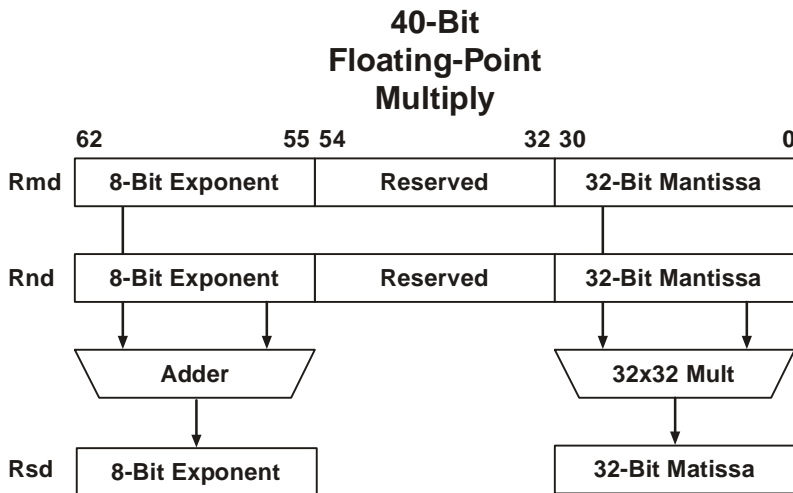 40-Bit
Floating-Point
Multiply
62 55 54 32 30 0
Rmd 8-Bit Exponent Reserved 32-Bit Mantissa
Rnd 8-Bit Exponent Reserved 32-Bit Mantissa
Adder 32x32 Mult
Rsd 8-Bit Exponent 32-Bit Matissa